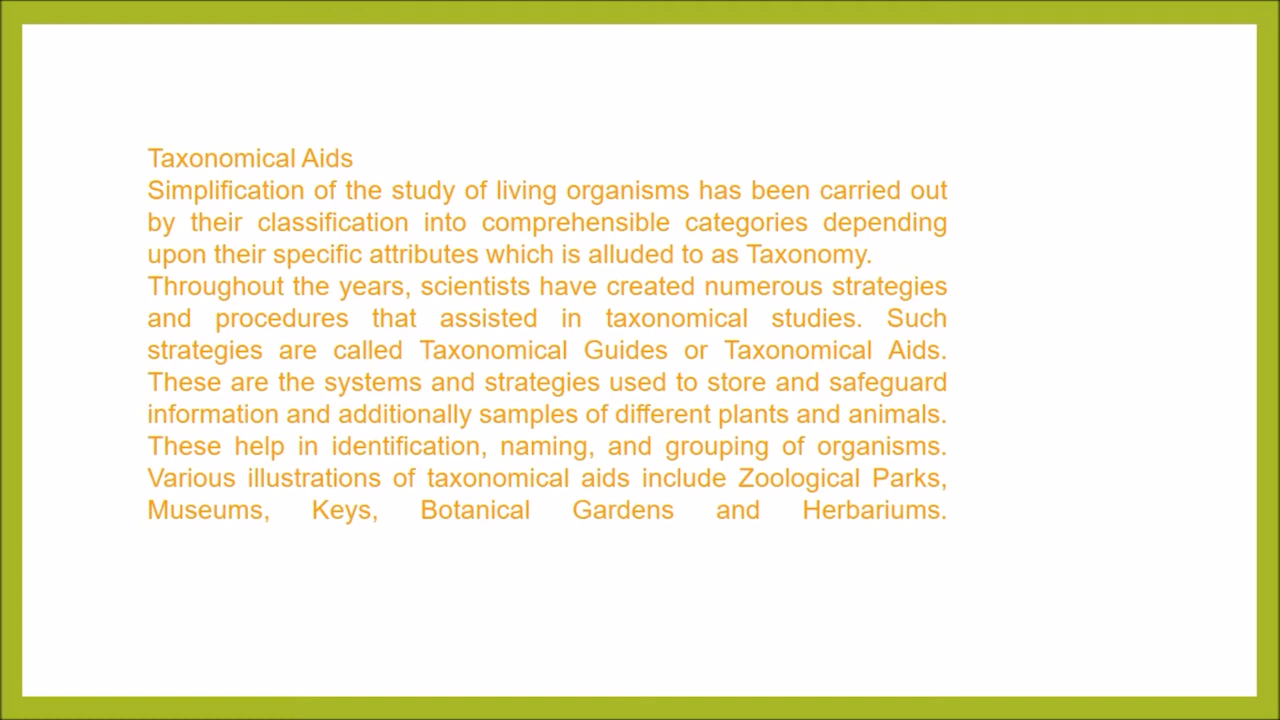 Taxonomical Aids
Simplification of the study of living organisms has been carried out
by their classification into comprehensible categories depending
upon their specific attributes which is alluded to as Taxonomy.
Throughout the years, scientists have created numerous strategies
and procedures that assisted in taxonomical studies. Such
strategies are called Taxonomical Guides or Taxonomical Aids.
These are the systems and strategies used to store and safeguard
information and additionally samples of different plants and animals.
These help in identification, naming, and grouping of organisms.
Various illustrations of taxonomical aids include Zoological Parks,
Museums, Keys, Botanical Gardens and Herbariums.